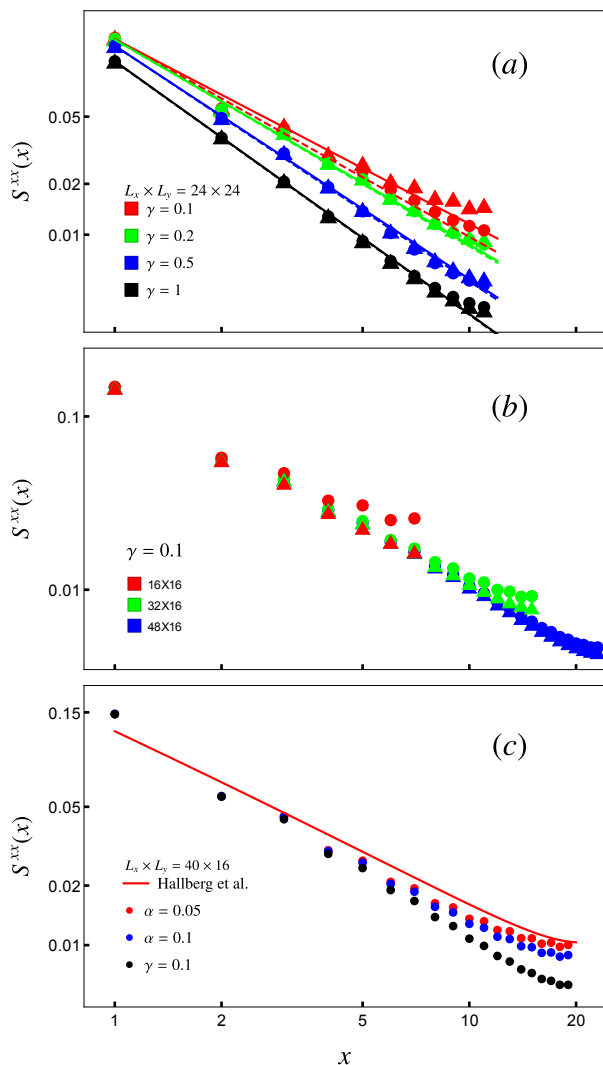 (a)
0.05
0.02
0.01
S^{xx}(x)
L_x × L_y = 24 × 24
γ = 0.1
γ = 0.2
γ = 0.5
γ = 1
(b)
0.1
0.01
S^{xx}(x)
γ = 0.1
16X16
32X16
48X16
(c)
0.15
0.05
0.02
0.01
S^{xx}(x)
L_x × L_y = 40 × 16
Hallberg et al.
α = 0.05
α = 0.1
γ = 0.1
1 2 5 10 20
x